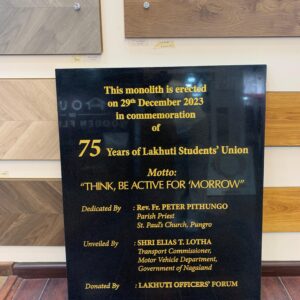 This monolith is erected
on 29th December 2023
in commemoration
of
75 Years of Lakhuti Students' Union
Motto:
"THINK, BE ACTIVE FOR 'MORROW'"
Dedicated By : Rev. Fr. PETER PITHUNGO
Parish Priest
St. Paul's Church, Pungro
Unveiled By : SHRI ELIAS T. LOTHA
Transport Commissioner,
Motor Vehicle Department,
Government of Nagaland
Donated By : LAKHUTI OFFICERS' FORUM